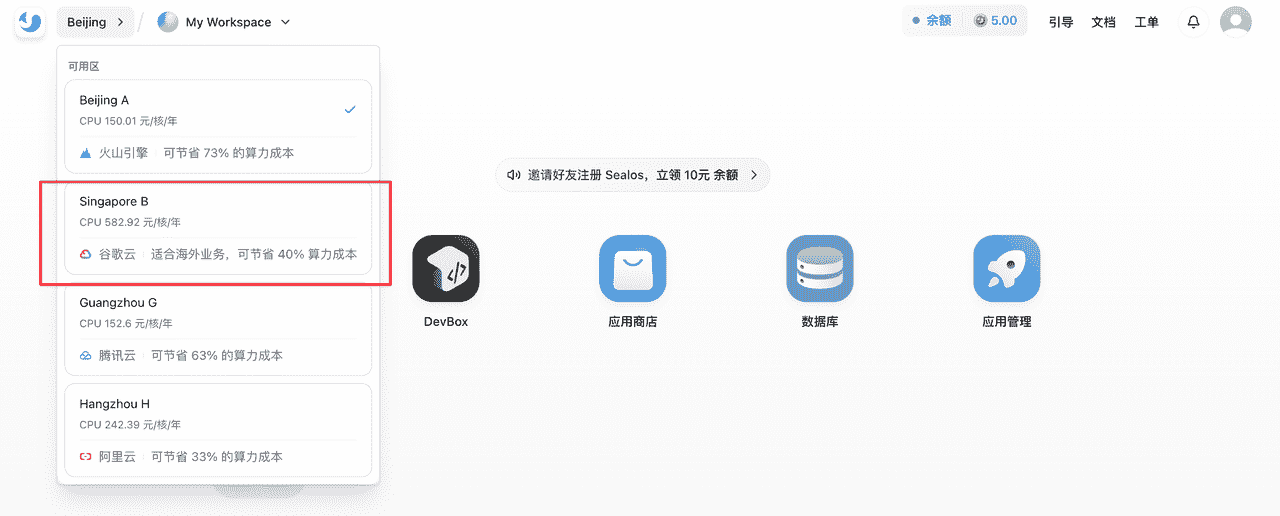 Beijing
My Workspace
余额
5.00
引导
文档
工单
可用区
Beijing A
CPU 150.01 元/核/年
火山引擎 可节省 73% 的算力成本
Singapore B
CPU 582.92 元/核/年
谷歌云 适合海外业务，可节省 40% 算力成本
Guangzhou G
CPU 152.6 元/核/年
腾讯云 可节省 63% 的算力成本
Hangzhou H
CPU 242.39 元/核/年
阿里云 可节省 33% 的算力成本
邀请好友注册 Sealos，立领 10元 余额
DevBox
应用商店
数据库
应用管理